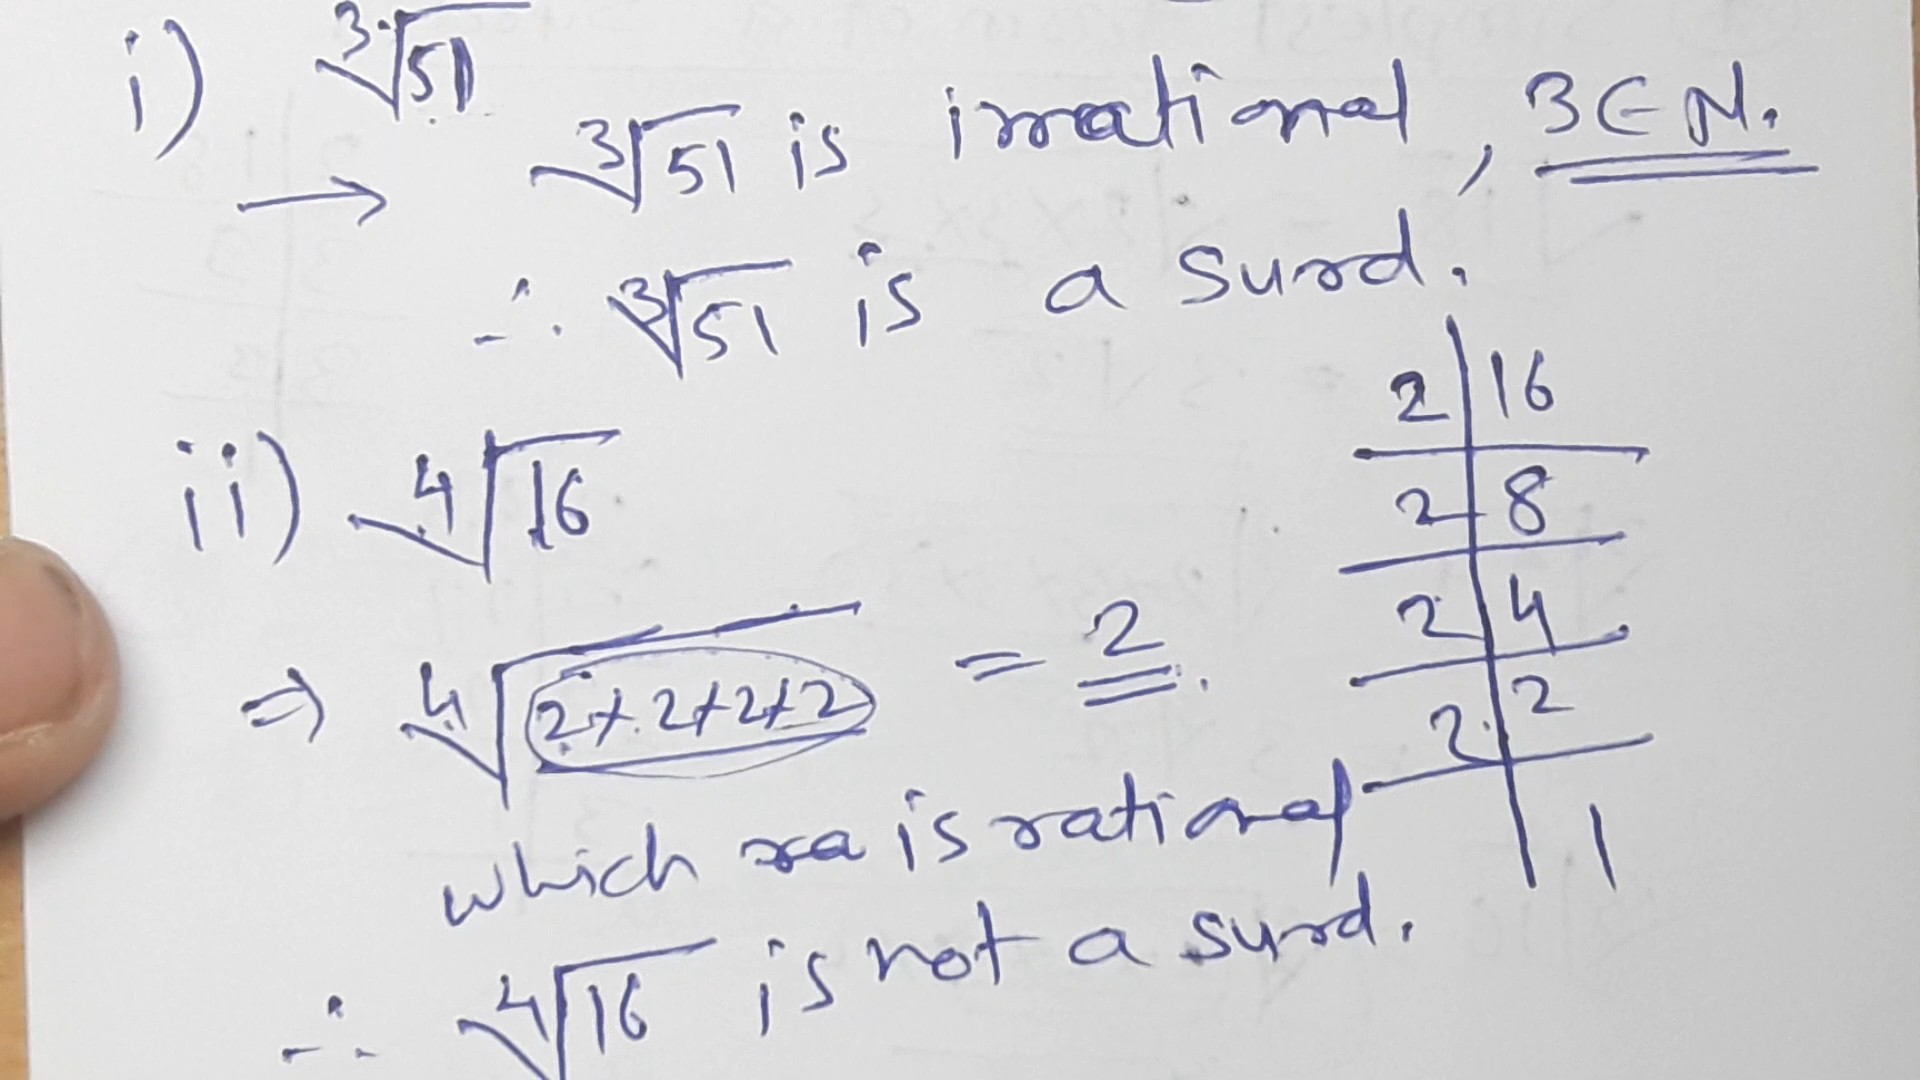 i) ∛51
→ ∛51 is irrational, 3 ∈ N.
∴ ∛51 is a surd.
ii) ∜16
⇒ ∜2×2×2×2 = 2.
which is rational
∴ ∜16 is not a surd.
2 | 16
2 | 8
2 | 4
2 | 2
| 1